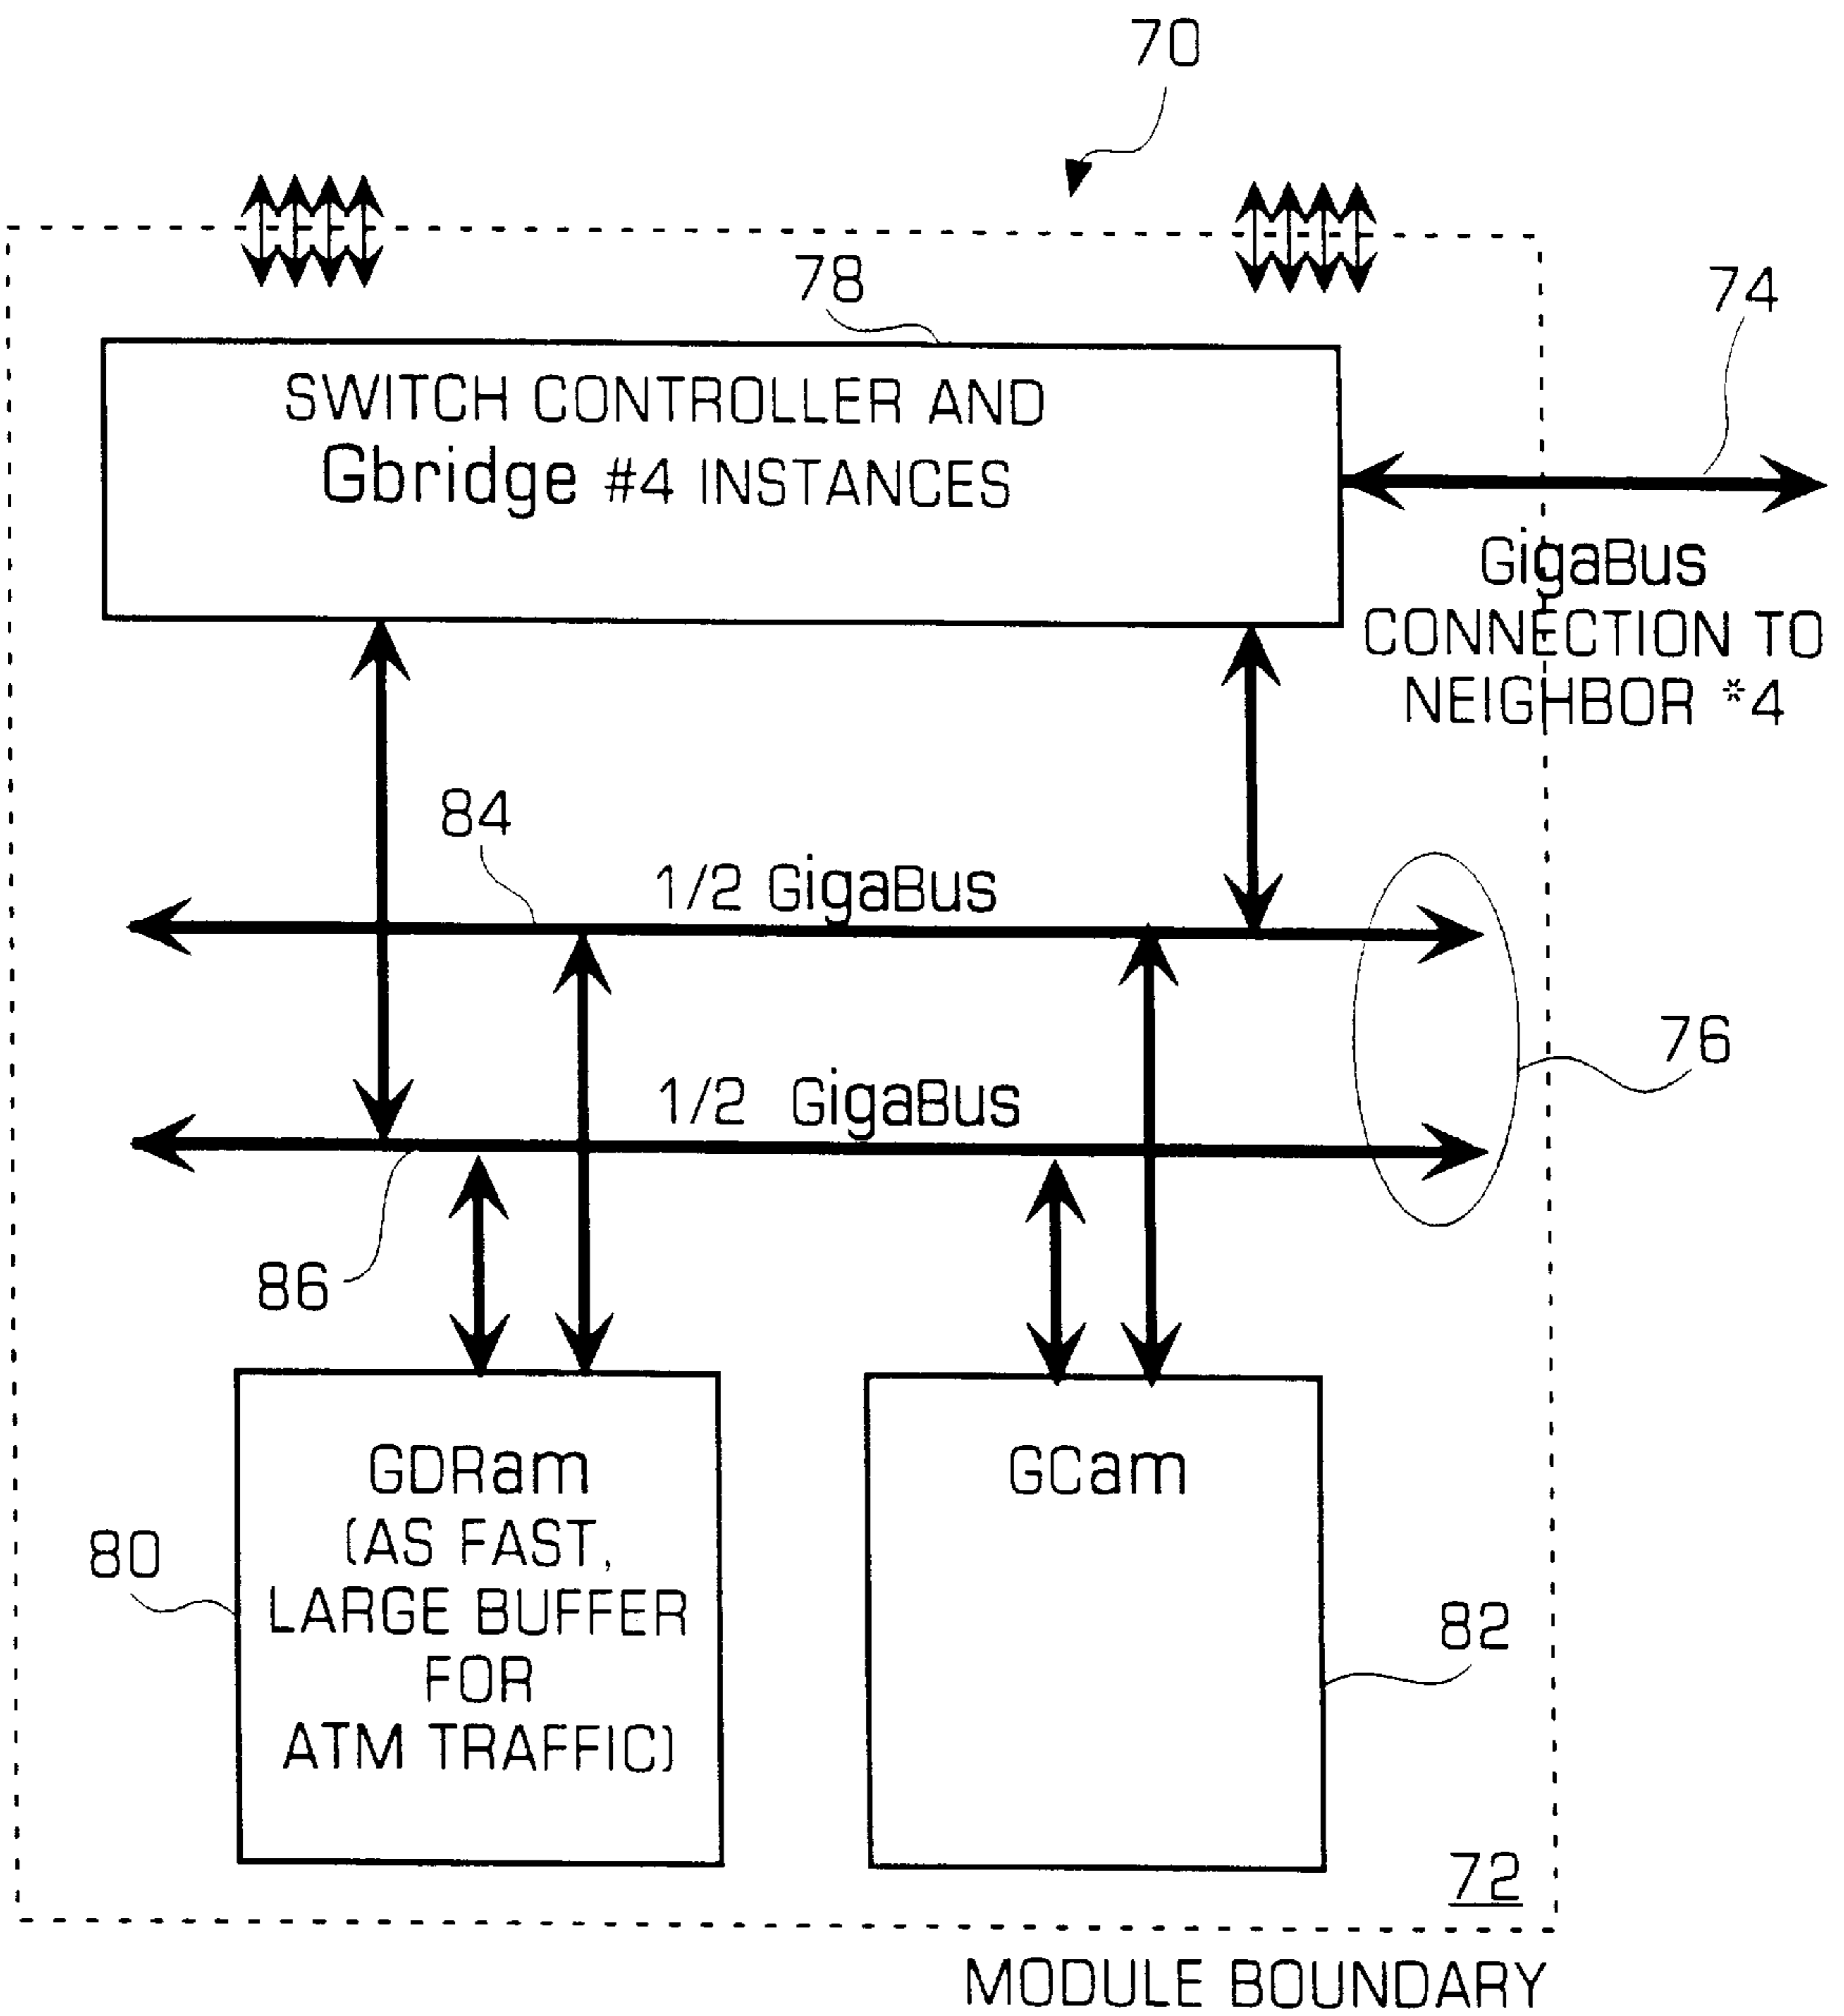 70
78
74
SWITCH CONTROLLER AND
Gbridge #4 INSTANCES
GigaBus
CONNECTION TO
NEIGHBOR *4
84
1/2 GigaBus
76
1/2 GigaBus
86
GDRam
(AS FAST,
LARGE BUFFER
FOR
ATM TRAFFIC)
80
GCam
82
72
MODULE BOUNDARY